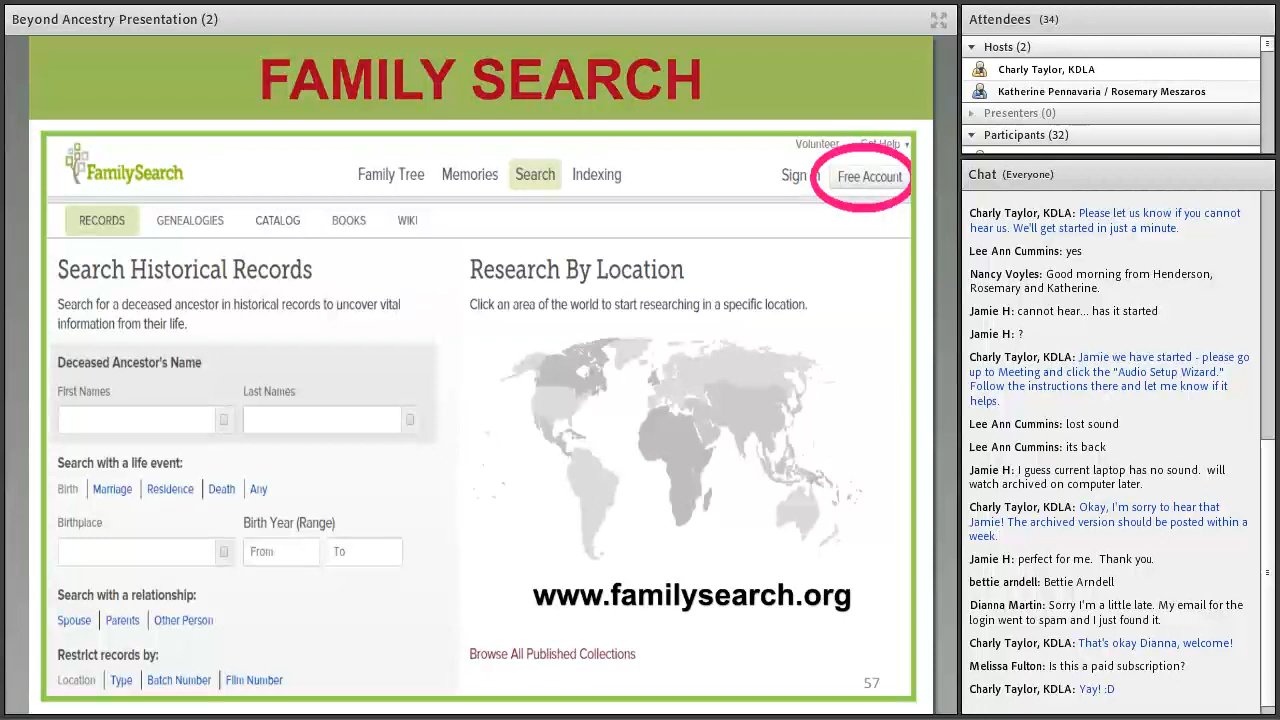 Beyond Ancestry Presentation (2)
FAMILY SEARCH
Volunteer Get Help
FamilySearch
Family Tree Memories Search Indexing
Sign Free Account
RECORDS GENEALOGIES CATALOG BOOKS WIKI
Search Historical Records
Search for a deceased ancestor in historical records to uncover vital
information from their life.
Deceased Ancestor's Name
First Names Last Names
Search with a life event:
Birth Marriage Residence Death Any
Birthplace Birth Year (Range)
From To
Search with a relationship:
Spouse Parents Other Person
Restrict records by:
Location Type Batch Number Film Number
Research By Location
Click an area of the world to start researching in a specific location.
www.familysearch.org
Browse All Published Collections
57
Attendees (34)
Hosts (2)
Charly Taylor, KDLA
Katherine Pennavaria / Rosemary Meszaros
Presenters (0)
Participants (32)
Chat (Everyone)
Charly Taylor, KDLA: Please let us know if you cannot
hear us. We'll get started in just a minute.
Lee Ann Cummins: yes
Nancy Voyles: Good morning from Henderson,
Rosemary and Katherine.
Jamie H: cannot hear... has it started
Jamie H: ?
Charly Taylor, KDLA: Jamie we have started - please go
up to Meeting and click the "Audio Setup Wizard."
Follow the instructions there and let me know if it
helps.
Lee Ann Cummins: lost sound
Lee Ann Cummins: its back
Jamie H: I guess current laptop has no sound. will
watch archived on computer later.
Charly Taylor, KDLA: Okay, I'm sorry to hear that
Jamie! The archived version should be posted within a
week.
Jamie H: perfect for me. Thank you.
bettie arndell: Bettie Arndell
Dianna Martin: Sorry I'm a little late. My email for the
login went to spam and I just found it.
Charly Taylor, KDLA: That's okay Dianna, welcome!
Melissa Fulton: Is this a paid subscription?
Charly Taylor, KDLA: Yay! :D